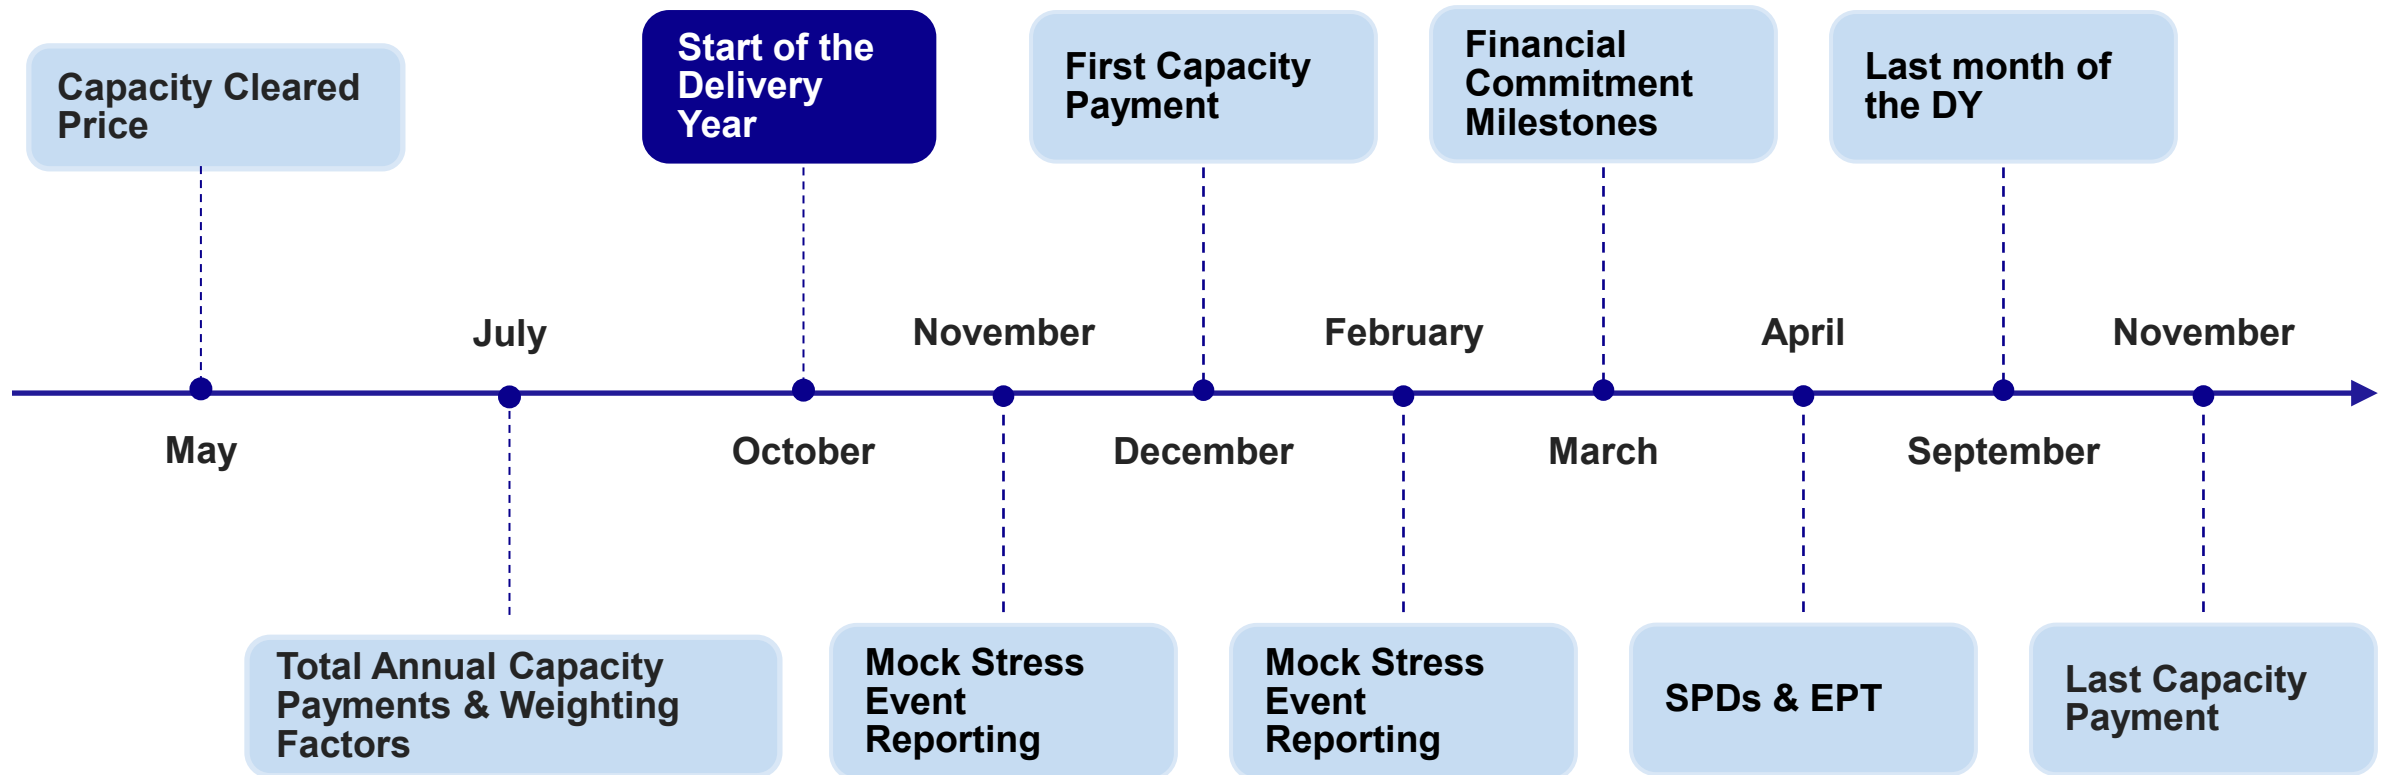 Capacity Cleared
Price
Start of the
Delivery
Year
First Capacity
Payment
Financial
Commitment
Milestones
Last month of
the DY
July
November
February
April
November
May
October
December
March
September
Total Annual Capacity
Payments & Weighting
Factors
Mock Stress
Event
Reporting
Mock Stress
Event
Reporting
SPDs & EPT
Last Capacity
Payment